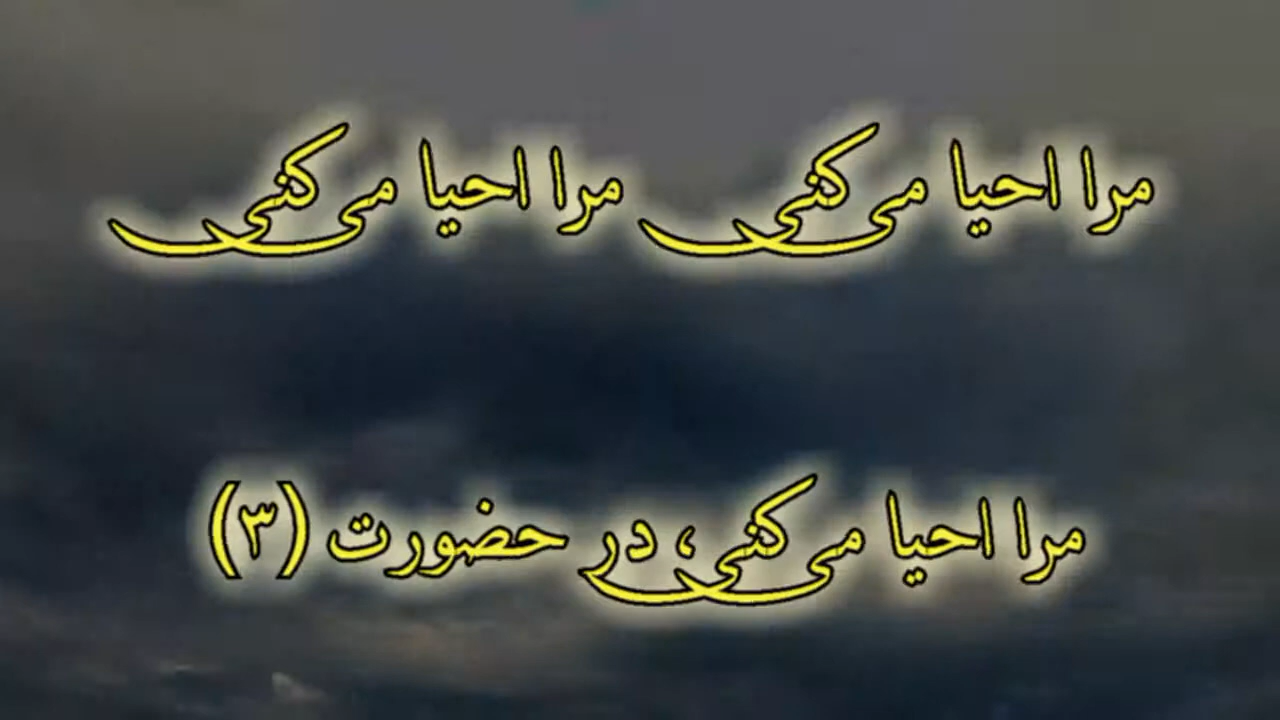 مرا احیا می‌کنی مرا احیا می‌کنی
مرا احیا می‌کنی، در حضورت (۳)